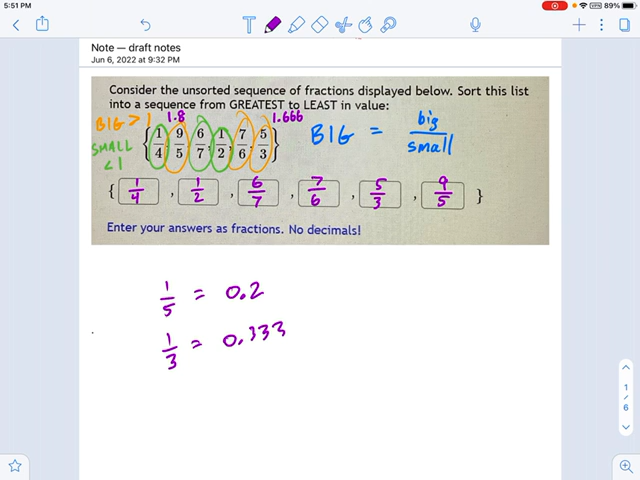 5:51 PM
VPN 89%
T
Note — draft notes
Jun 6, 2022 at 9:32 PM
Consider the unsorted sequence of fractions displayed below. Sort this list
into a sequence from GREATEST to LEAST in value:
BIG > 1 1.8 1.666
SMALL < 1
{ 1/4, 9/5, 6/7, 1/2, 7/6, 5/3 }
BIG = big/small
{ 1/4 , 1/2 , 6/7 , 7/6 , 5/3 , 9/5 }
Enter your answers as fractions. No decimals!
1/5 = 0.2
1/3 = 0.333
1 / 6